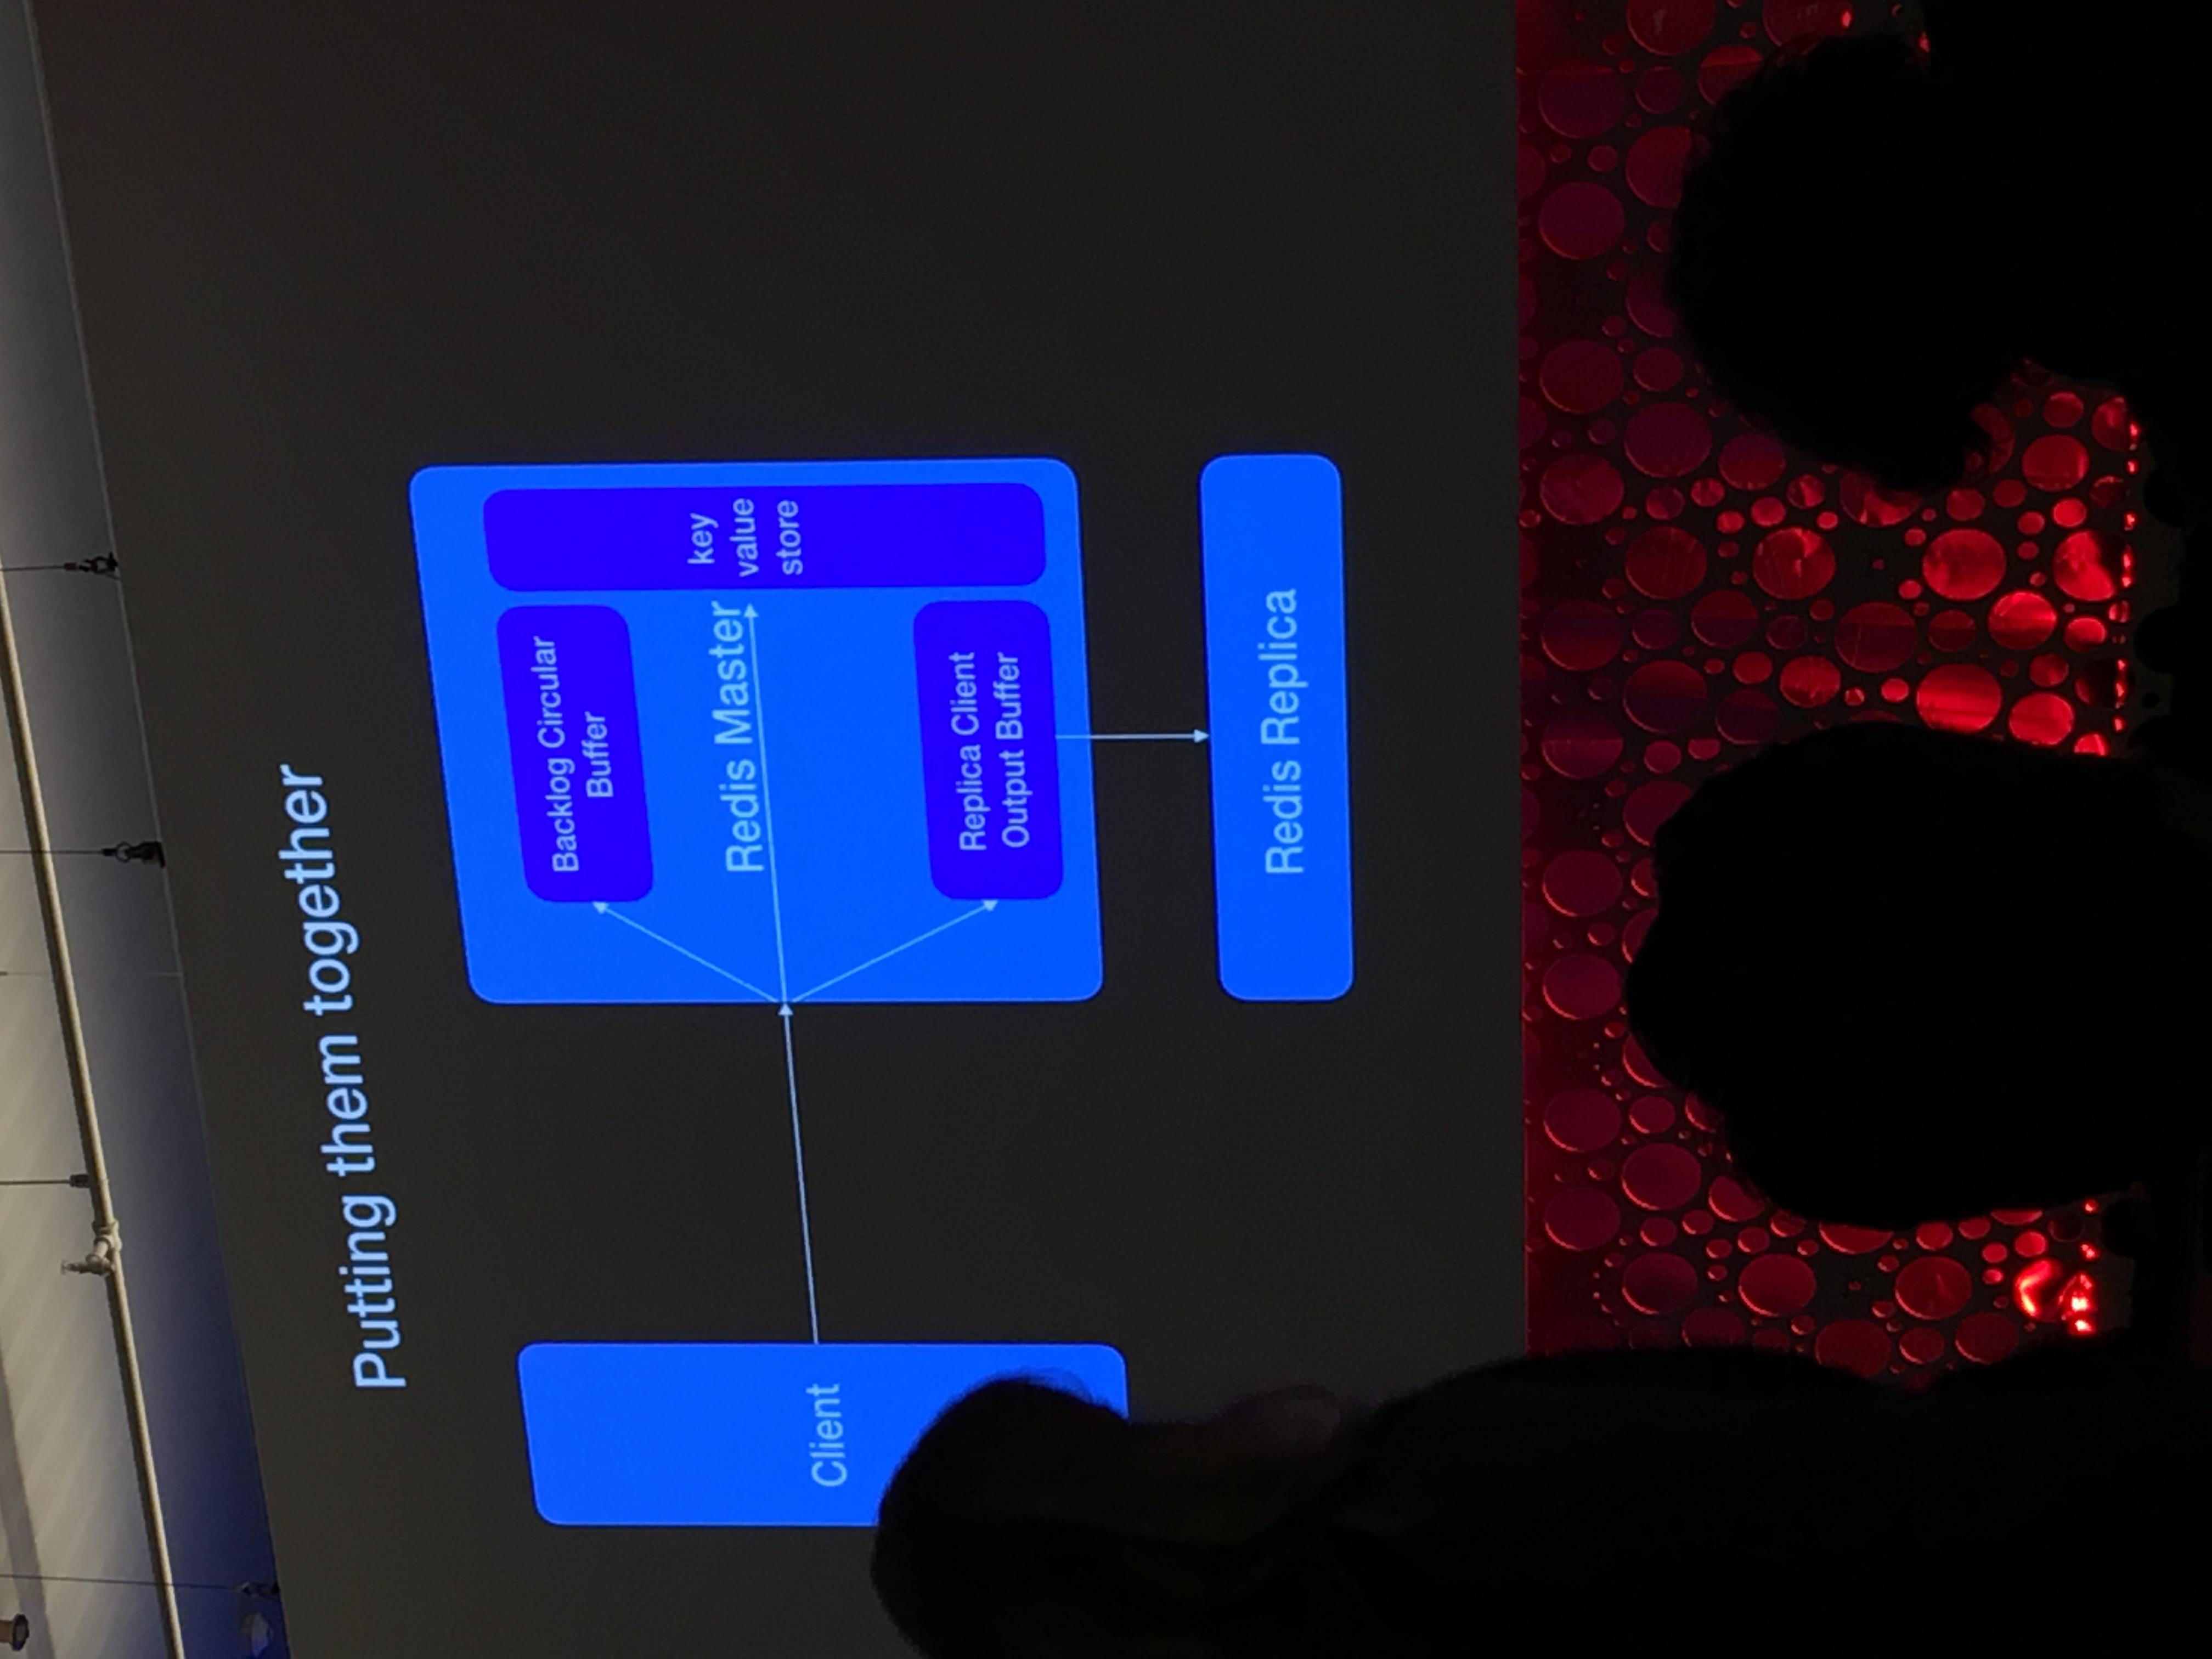 Putting them together
Backlog Circular
Buffer
Redis Master
key
value
store
Client
Replica Client
Output Buffer
Redis Replica